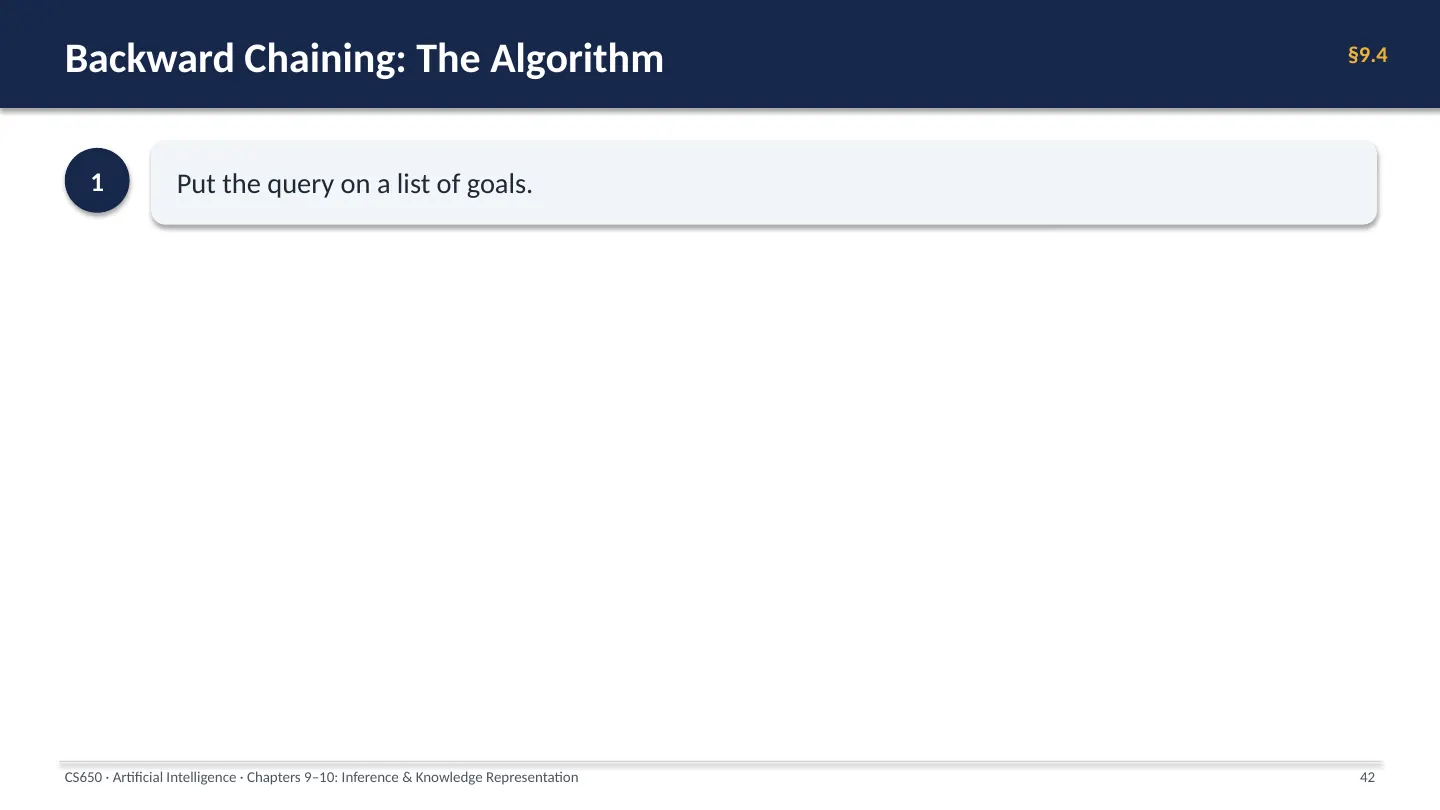 Backward Chaining: The Algorithm
§9.4
1
Put the query on a list of goals.
CS650 · Artificial Intelligence · Chapters 9–10: Inference & Knowledge Representation
42